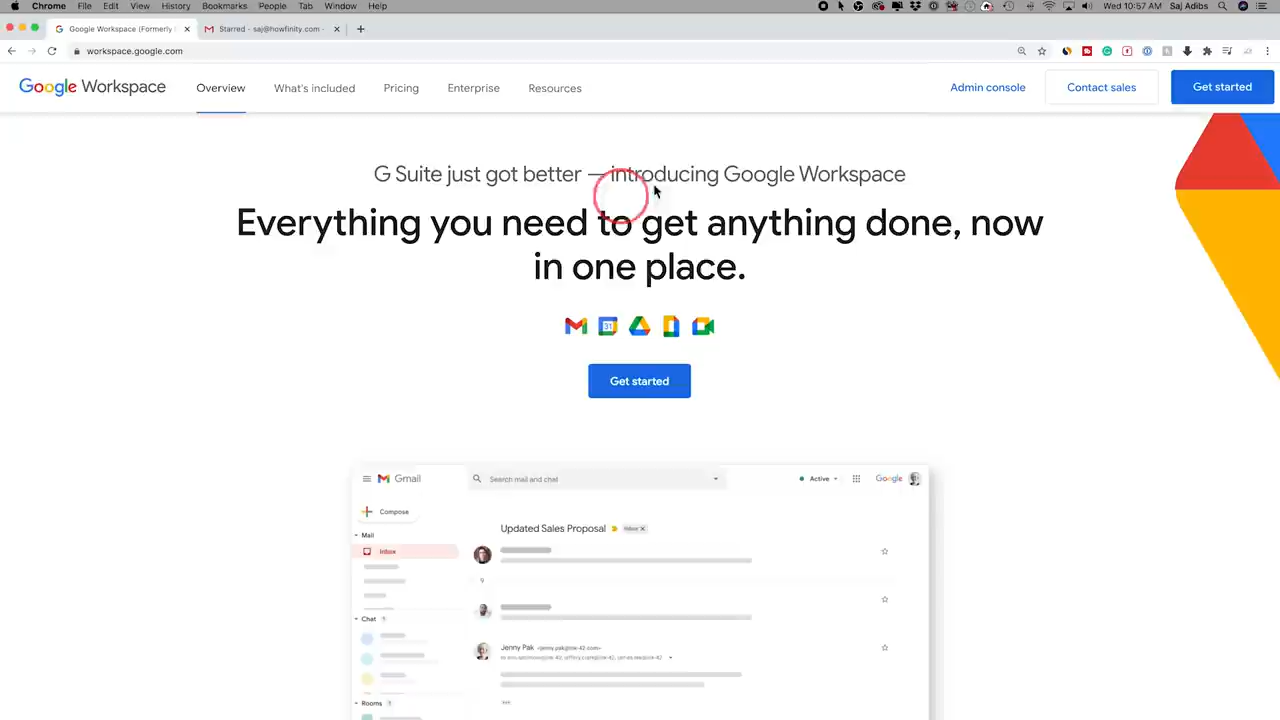 Chrome File Edit View History Bookmarks People Tab Window Help Wed 10:57 AM Saj Adibs
Google Workspace (Formerly Starred - saj@howfinity.com -
workspace.google.com
Google Workspace Overview What's included Pricing Enterprise Resources Admin console Contact sales Get started
G Suite just got better — introducing Google Workspace
Everything you need to get anything done, now
in one place.
31
Get started
Gmail Search mail and chat Active Google
Compose
Updated Sales Proposal Inbox
Mail
Inbox
9
Chat 5
Jenny Pak
Rooms